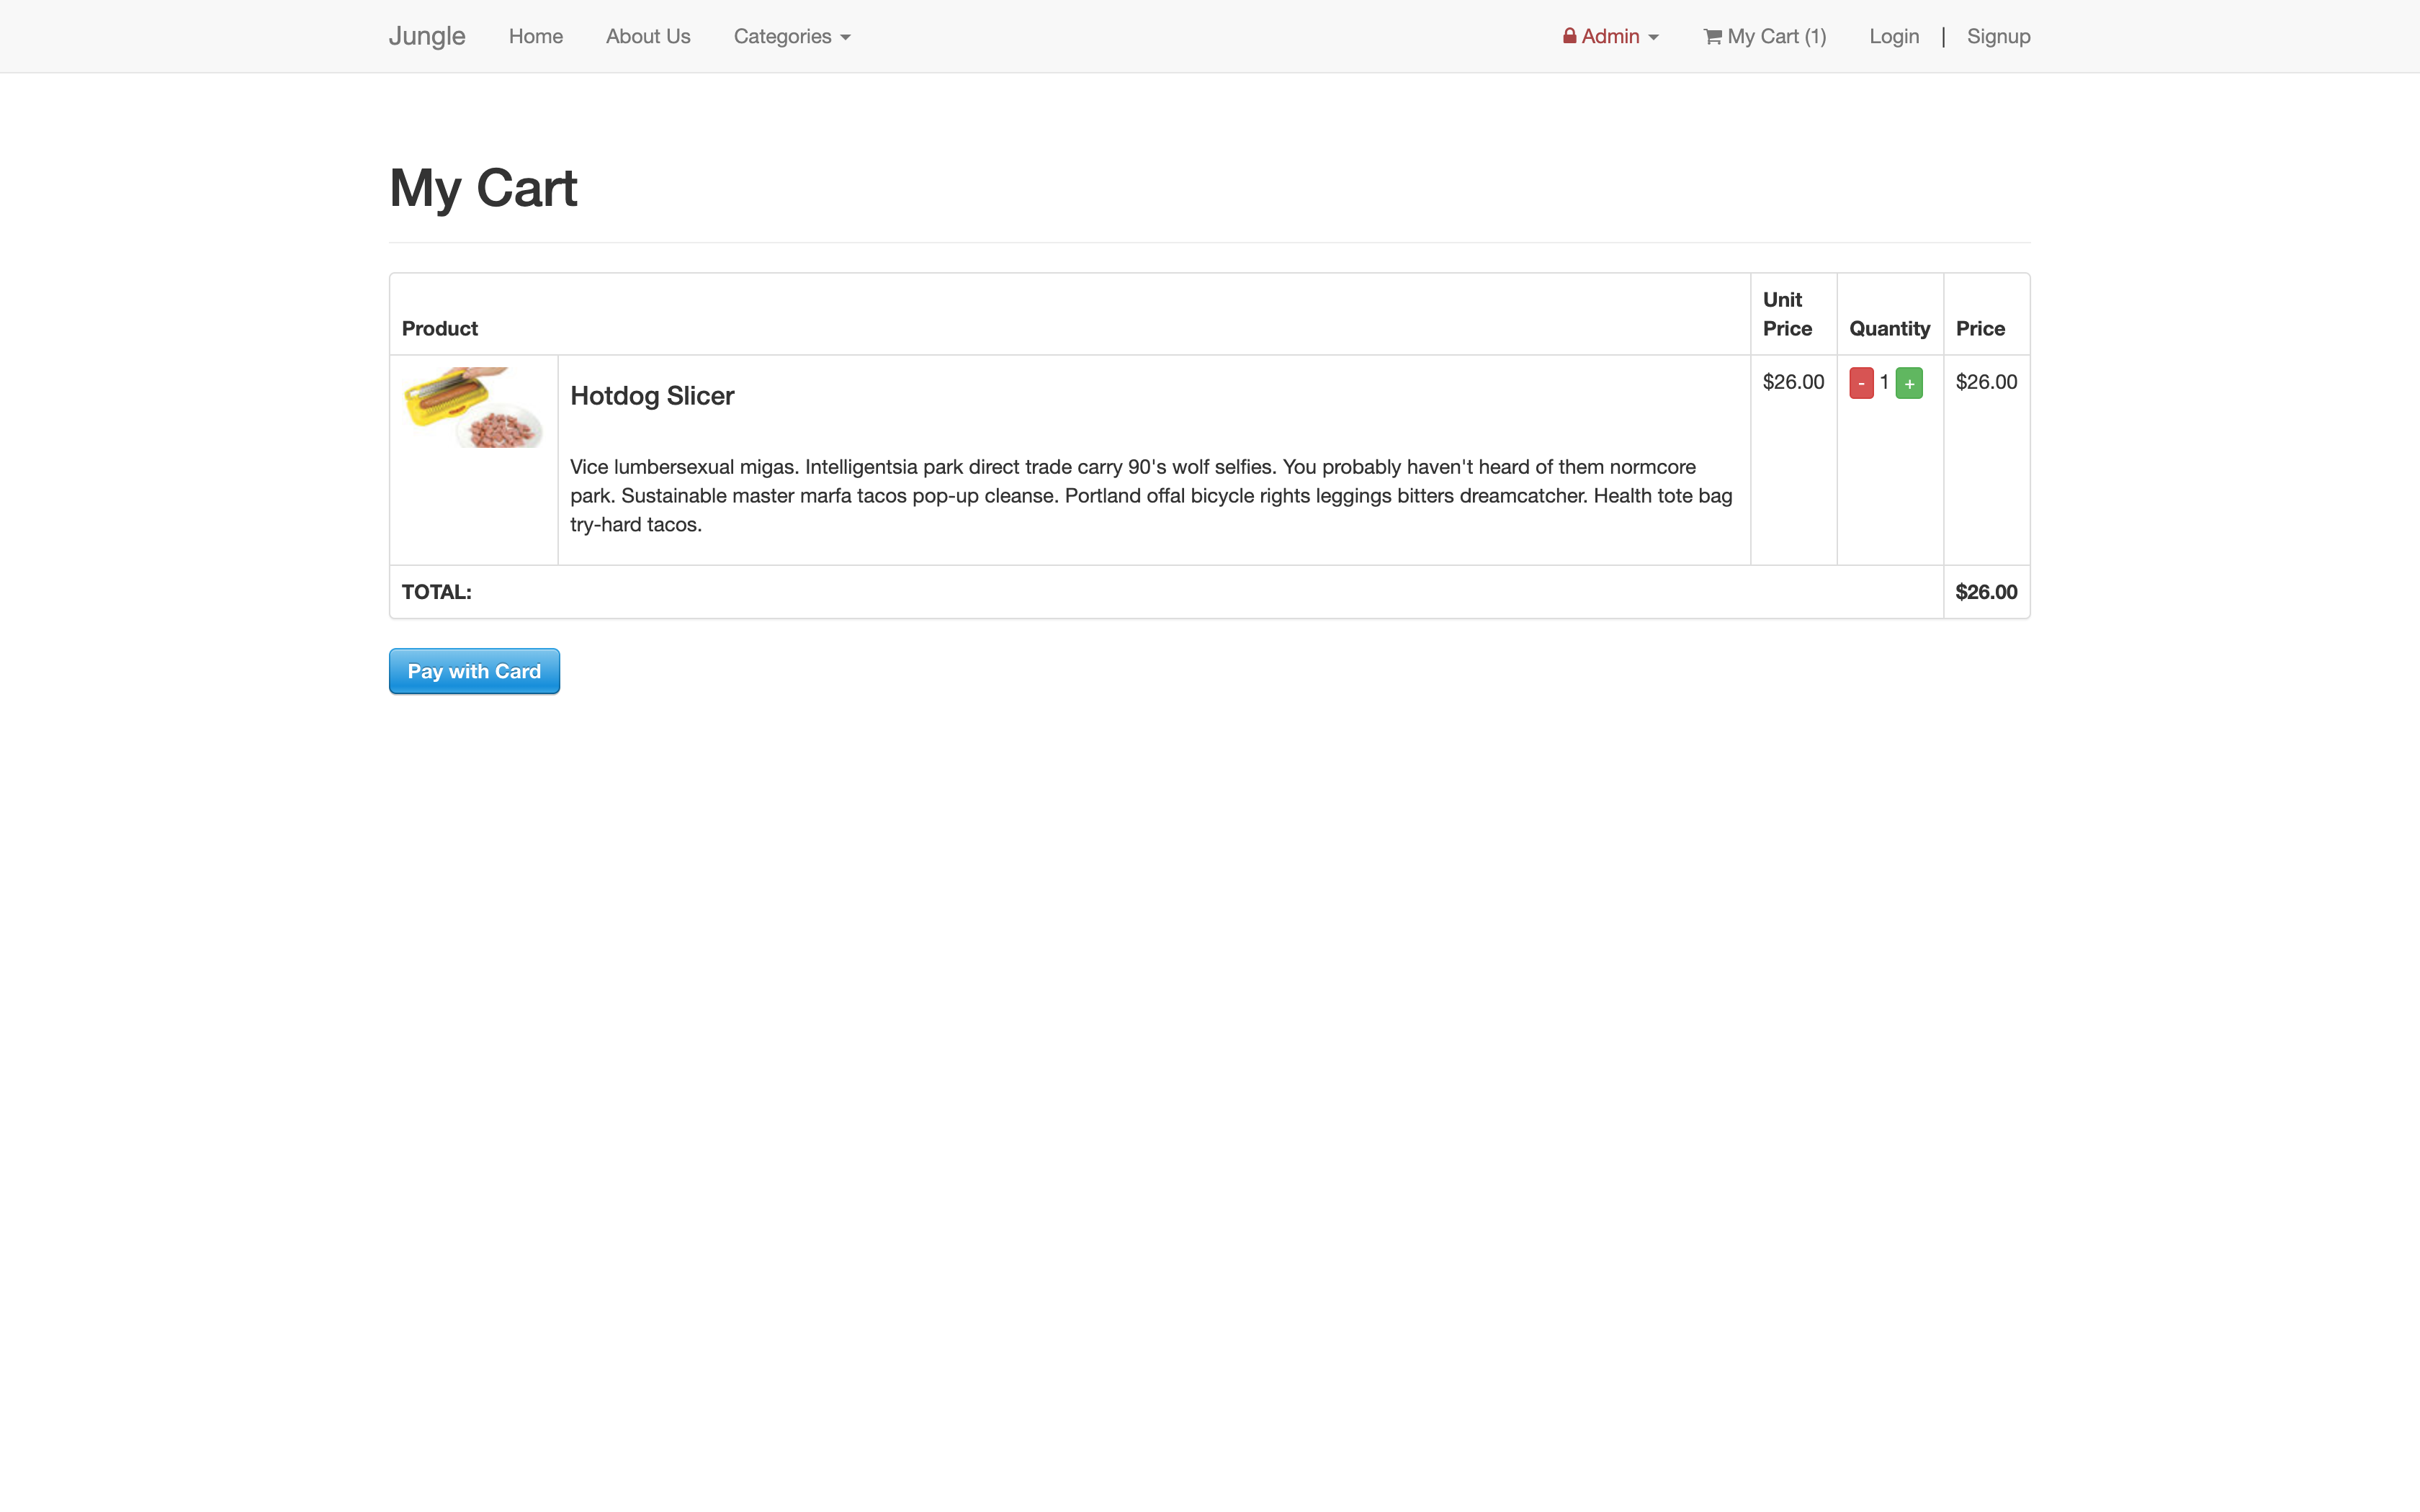 Jungle Home About Us Categories Admin My Cart (1) Login | Signup
My Cart
Product Unit Price Quantity Price
Hotdog Slicer $26.00 - 1 + $26.00
Vice lumbersexual migas. Intelligentsia park direct trade carry 90's wolf selfies. You probably haven't heard of them normcore
park. Sustainable master marfa tacos pop-up cleanse. Portland offal bicycle rights leggings bitters dreamcatcher. Health tote bag
try-hard tacos.
TOTAL: $26.00
Pay with Card